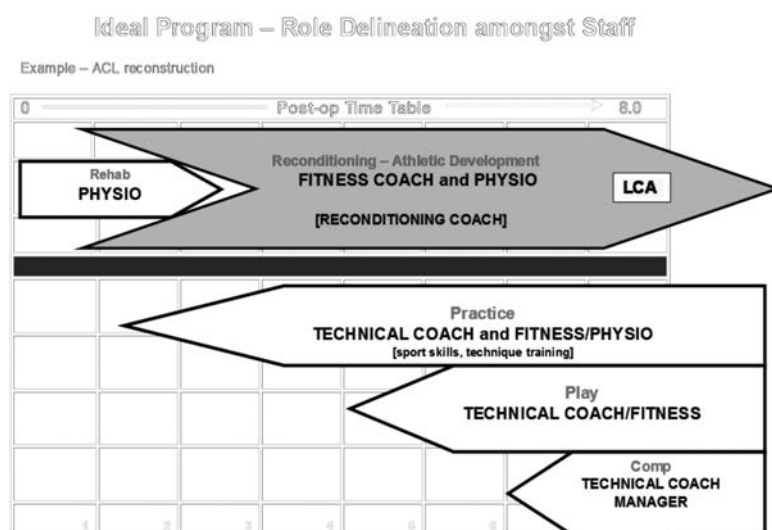 Ideal Program – Role Delineation amongst Staff
Example – ACL reconstruction
0 Post-op Time Table 8.0
Rehab
PHYSIO
Reconditioning – Athletic Development
FITNESS COACH and PHYSIO
[RECONDITIONING COACH]
LCA
Practice
TECHNICAL COACH and FITNESS/PHYSIO
[sport skills, technique training]
Play
TECHNICAL COACH/FITNESS
Comp
TECHNICAL COACH
MANAGER
1 2 3 4 5 6